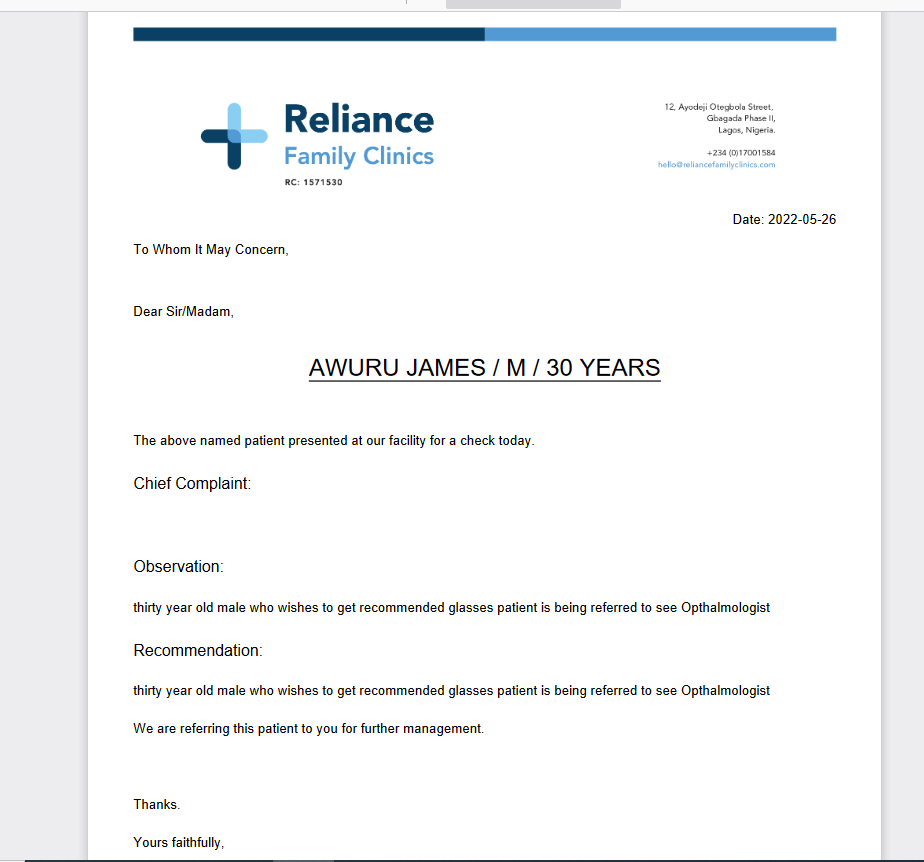 Reliance
Family Clinics
RC: 1571530
12, Ayodeji Otegbola Street,
Gbagada Phase II,
Lagos, Nigeria.
+234 (0)17001584
hello@reliancefamilyclinics.com
Date: 2022-05-26
To Whom It May Concern,
Dear Sir/Madam,
AWURU JAMES / M / 30 YEARS
The above named patient presented at our facility for a check today.
Chief Complaint:
Observation:
thirty year old male who wishes to get recommended glasses patient is being referred to see Opthalmologist
Recommendation:
thirty year old male who wishes to get recommended glasses patient is being referred to see Opthalmologist
We are referring this patient to you for further management.
Thanks.
Yours faithfully,